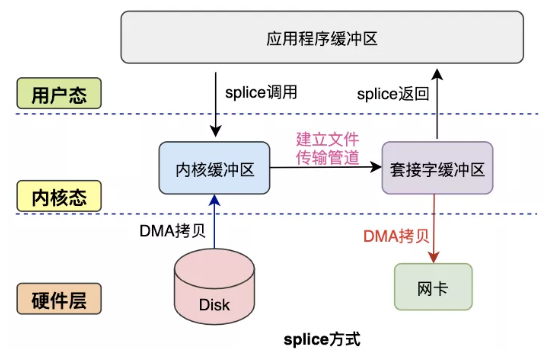 应用程序缓冲区
用户态
splice调用
splice返回
内核缓冲区
建立文件
传输管道
套接字缓冲区
内核态
DMA拷贝
DMA拷贝
硬件层
Disk
网卡
splice方式